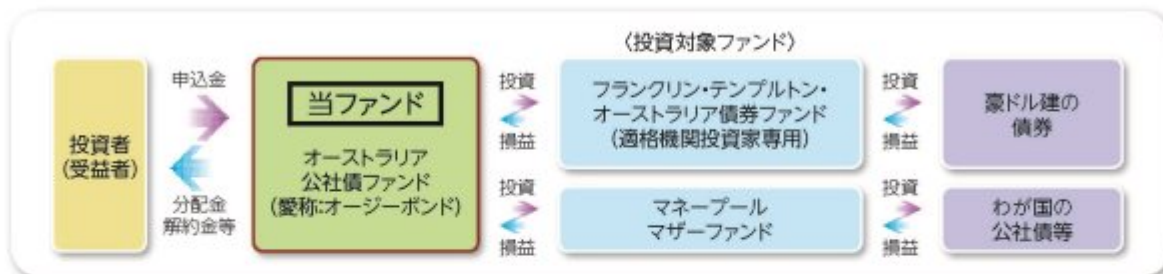 〈投資対象ファンド〉
投資者
(受益者)
申込金
分配金
解約金等
当ファンド
オーストラリア
公社債ファンド
(愛称:オージーボンド)
投資
損益
フランクリン・テンプルトン・
オーストラリア債券ファンド
(適格機関投資家専用)
投資
損益
豪ドル建の
債券
投資
損益
マネープール
マザーファンド
投資
損益
わが国の
公社債等